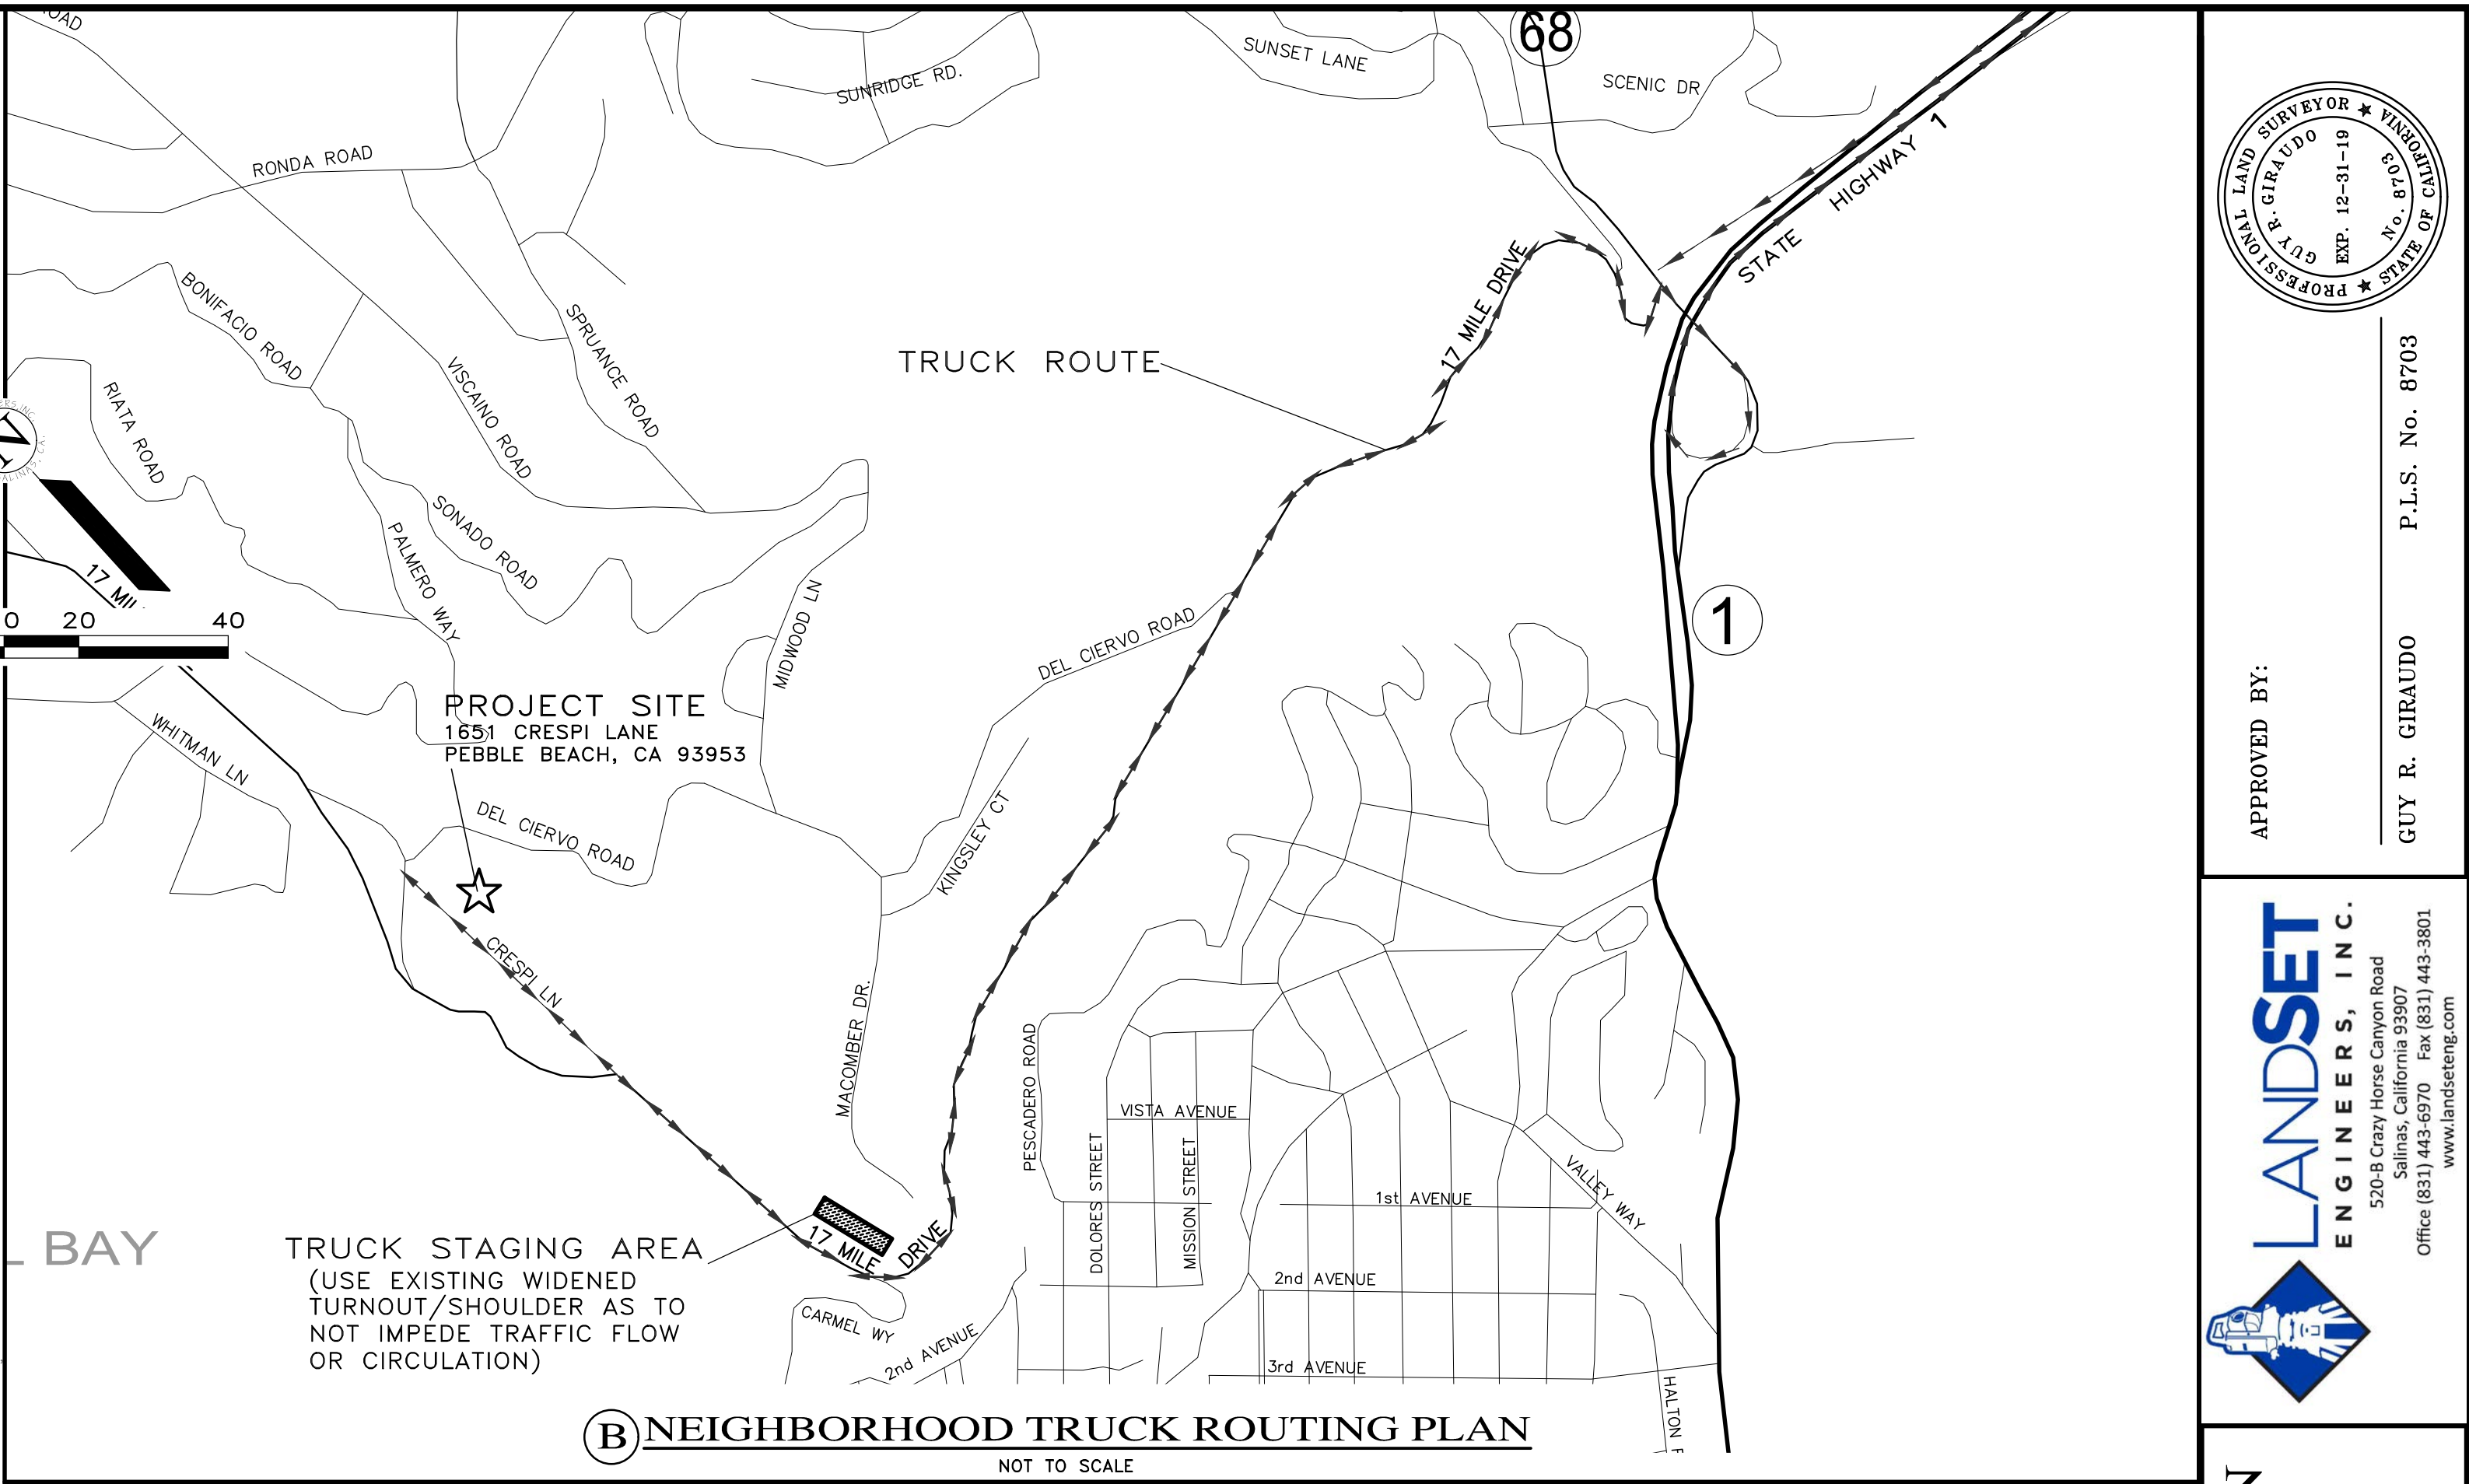 68
SUNSET LANE
SCENIC DR
SUNRIDGE RD.
RONDA ROAD
STATE HIGHWAY 1
17 MILE DRIVE
BONIFACIO ROAD
SPRUANCE ROAD
VISCAINO ROAD
RIATA ROAD
TRUCK ROUTE
N
SONADO ROAD
PALMERO WAY
0 20 40
MIDWOOD LN
DEL CIERVO ROAD
1
PROJECT SITE
1651 CRESPI LANE
PEBBLE BEACH, CA 93953
WHITMAN LN
DEL CIERVO ROAD
KINGSLEY CT
CRESPI LN
MACOMBER DR.
PESCADERO ROAD
VISTA AVENUE
DOLORES STREET
MISSION STREET
1st AVENUE
VALLEY WAY
2nd AVENUE
3rd AVENUE
HALTON
BAY
TRUCK STAGING AREA
(USE EXISTING WIDENED
TURNOUT/SHOULDER AS TO
NOT IMPEDE TRAFFIC FLOW
OR CIRCULATION)
17 MILE DRIVE
CARMEL WY
2nd AVENUE
B NEIGHBORHOOD TRUCK ROUTING PLAN
NOT TO SCALE
PROFESSIONAL LAND SURVEYOR
STATE OF CALIFORNIA
GUY R. GIRAUDO
EXP. 12-31-19
No. 8703
APPROVED BY:
GUY R. GIRAUDO P.L.S. No. 8703
LANDSET
ENGINEERS, INC.
520-B Crazy Horse Canyon Road
Salinas, California 93907
Office (831) 443-6970 Fax (831) 443-3801
www.landseteng.com